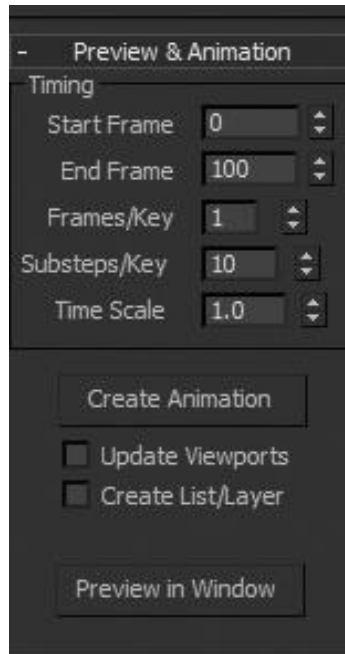 - Preview & Animation
Timing
Start Frame 0
End Frame 100
Frames/Key 1
Substeps/Key 10
Time Scale 1.0
Create Animation
Update Viewports
Create List/Layer
Preview in Window